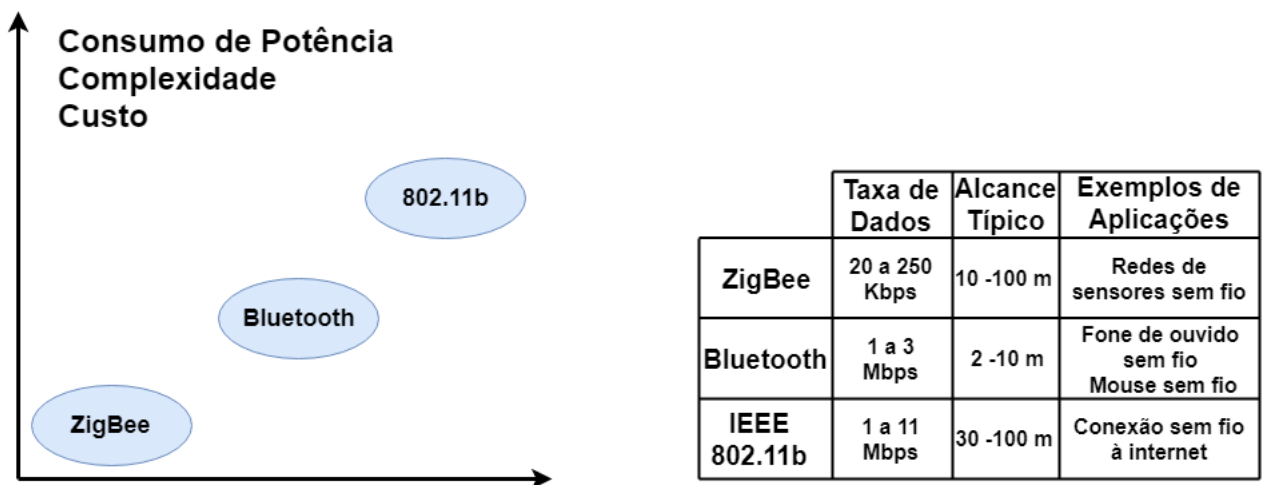 Consumo de Potência
Complexidade
Custo
802.11b
Bluetooth
ZigBee
Taxa de
Dados
Alcance
Típico
Exemplos de
Aplicações
ZigBee
20 a 250
Kbps
10 -100 m
Redes de
sensores sem fio
Bluetooth
1 a 3
Mbps
2 -10 m
Fone de ouvido
sem fio
Mouse sem fio
IEEE
802.11b
1 a 11
Mbps
30 -100 m
Conexão sem fio
à internet